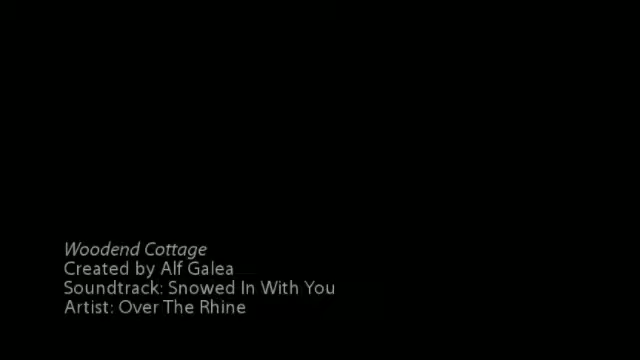 Woodend Cottage
Created by Alf Galea
Soundtrack: Snowed In With You
Artist: Over The Rhine